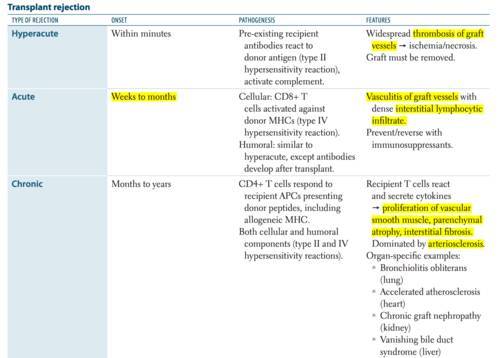 Transplant rejection
TYPE OF REJECTION ONSET PATHOGENESIS FEATURES
Hyperacute
Within minutes
Pre-existing recipient
antibodies react to
donor antigen (type II
hypersensitivity reaction),
activate complement.
Widespread thrombosis of graft
vessels → ischemia/necrosis.
Graft must be removed.
Acute
Weeks to months
Cellular: CD8+ T
cells activated against
donor MHCs (type IV
hypersensitivity reaction).
Humoral: similar to
hyperacute, except antibodies
develop after transplant.
Vasculitis of graft vessels with
dense interstitial lymphocytic
infiltrate.
Prevent/reverse with
immunosuppressants.
Chronic
Months to years
CD4+ T cells respond to
recipient APCs presenting
donor peptides, including
allogeneic MHC.
Both cellular and humoral
components (type II and IV
hypersensitivity reactions).
Recipient T cells react
and secrete cytokines
→ proliferation of vascular
smooth muscle, parenchymal
atrophy, interstitial fibrosis.
Dominated by arteriosclerosis.
Organ-specific examples:
Bronchiolitis obliterans
(lung)
Accelerated atherosclerosis
(heart)
Chronic graft nephropathy
(kidney)
Vanishing bile duct
syndrome (liver)